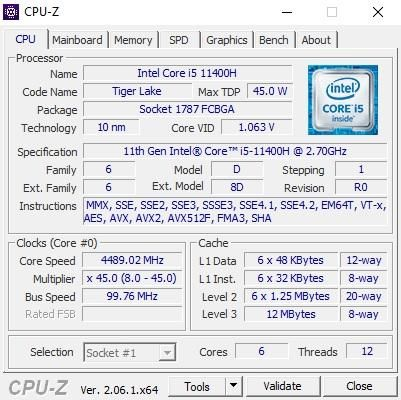 CPU-Z
CPU Mainboard Memory SPD Graphics Bench About
Processor
Name Intel Core i5 11400H
Code Name Tiger Lake Max TDP 45.0 W
Package Socket 1787 FCBGA
Technology 10 nm Core VID 1.063 V
intel
CORE i5
inside
Specification 11th Gen Intel® Core™ i5-11400H @ 2.70GHz
Family 6 Model D Stepping 1
Ext. Family 6 Ext. Model 8D Revision R0
Instructions MMX, SSE, SSE2, SSE3, SSSE3, SSE4.1, SSE4.2, EM64T, VT-x,
AES, AVX, AVX2, AVX512F, FMA3, SHA
Clocks (Core #0)
Core Speed 4489.02 MHz
Multiplier x 45.0 (8.0 - 45.0)
Bus Speed 99.76 MHz
Rated FSB
Cache
L1 Data 6 x 48 KBytes 12-way
L1 Inst. 6 x 32 KBytes 8-way
Level 2 6 x 1.25 MBytes 20-way
Level 3 12 MBytes 8-way
Selection Socket #1 Cores 6 Threads 12
CPU-Z Ver. 2.06.1.x64 Tools Validate Close